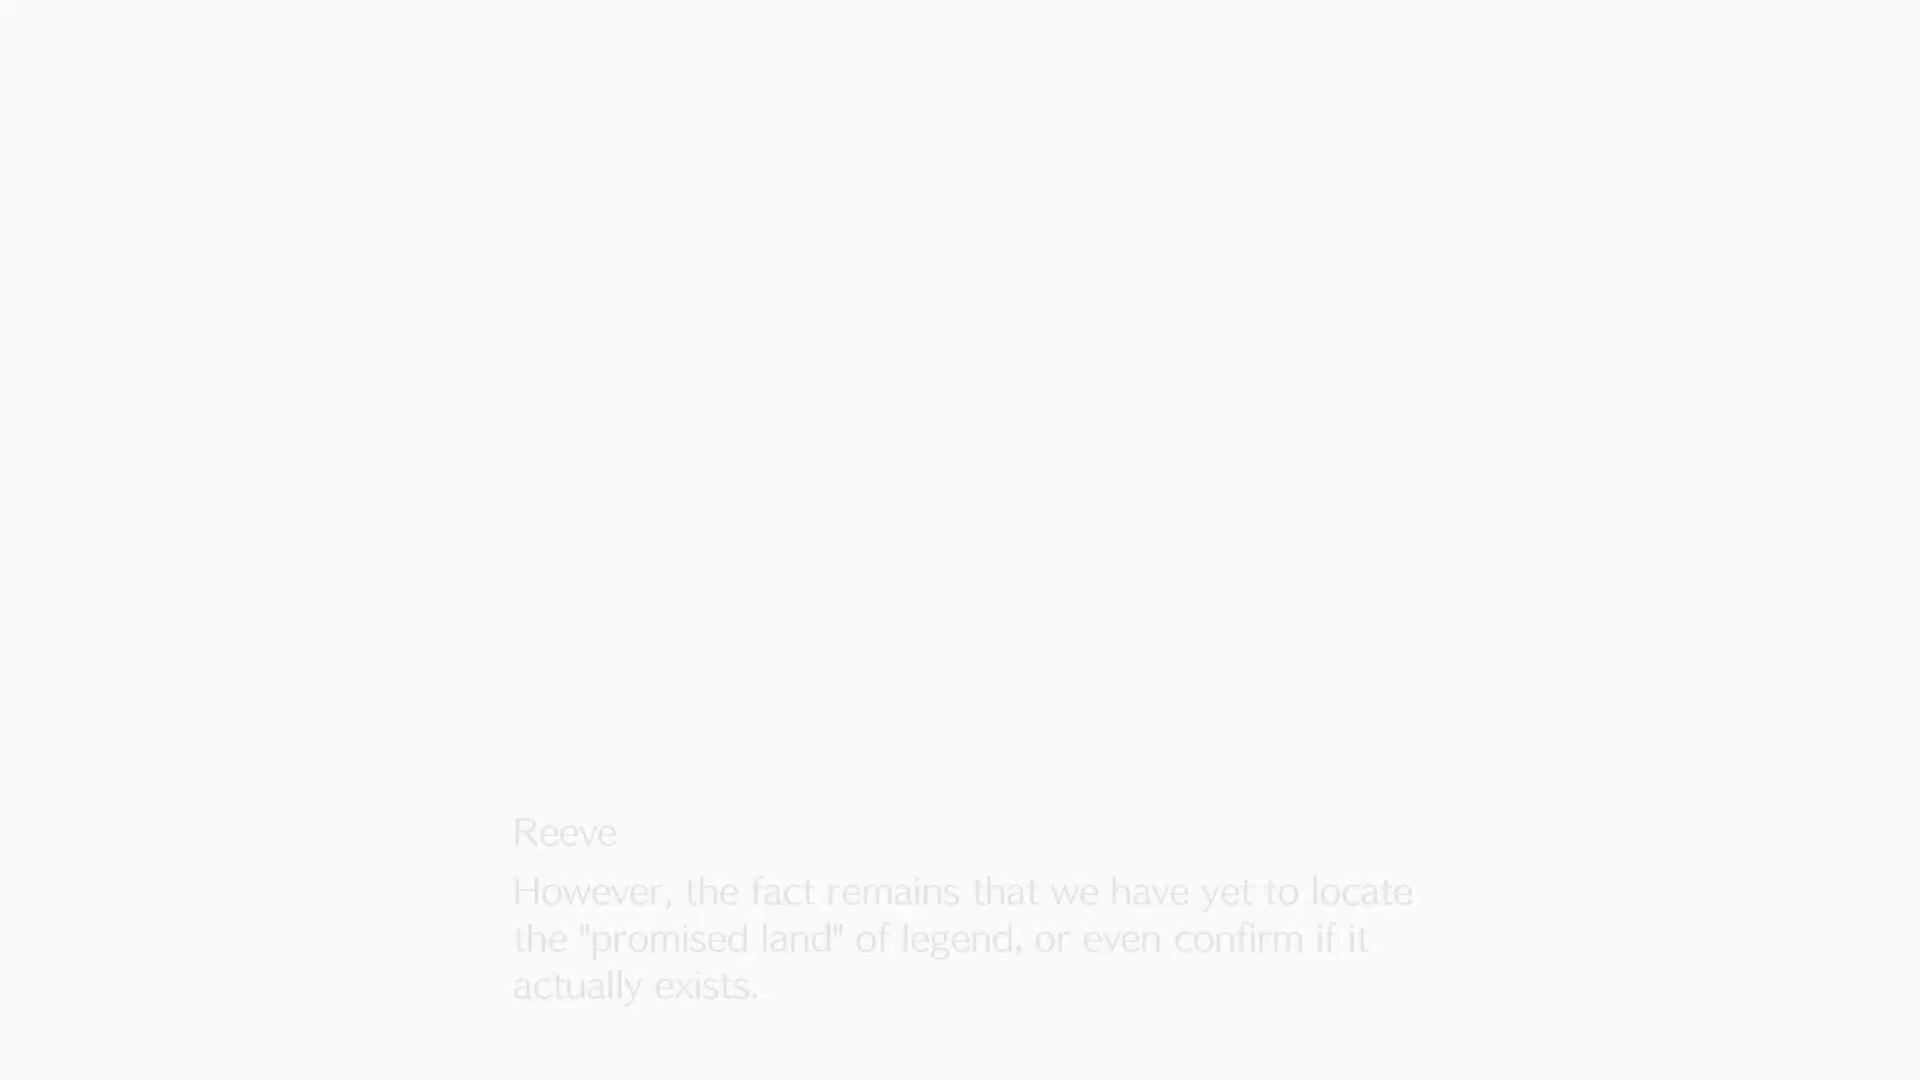 Reeve
However, the fact remains that we have yet to locate
the "promised land" of legend, or even confirm if it
actually exists.